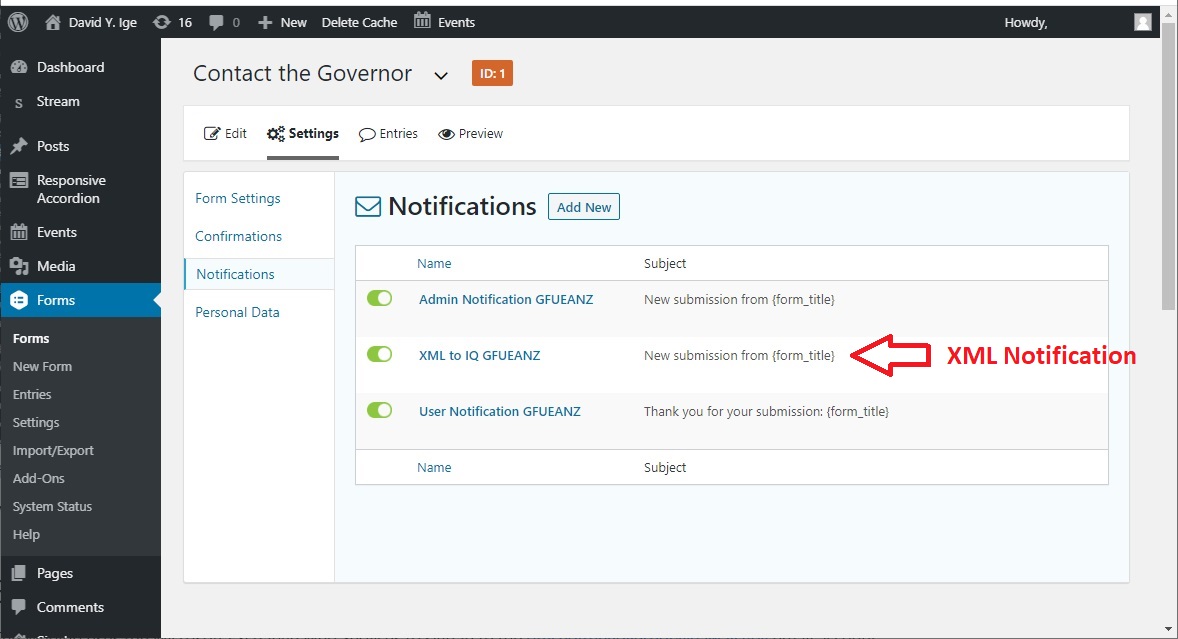 David Y. Ige 16 0 New Delete Cache Events Howdy,
Dashboard
S Stream
Posts
Responsive
Accordion
Events
Media
Forms
Forms
New Form
Entries
Settings
Import/Export
Add-Ons
System Status
Help
Pages
Comments
Contact the Governor ID: 1
Edit Settings Entries Preview
Form Settings
Confirmations
Notifications
Personal Data
Notifications Add New
Name Subject
Admin Notification GFUEANZ New submission from {form_title}
XML to IQ GFUEANZ New submission from {form_title} XML Notification
User Notification GFUEANZ Thank you for your submission: {form_title}
Name Subject